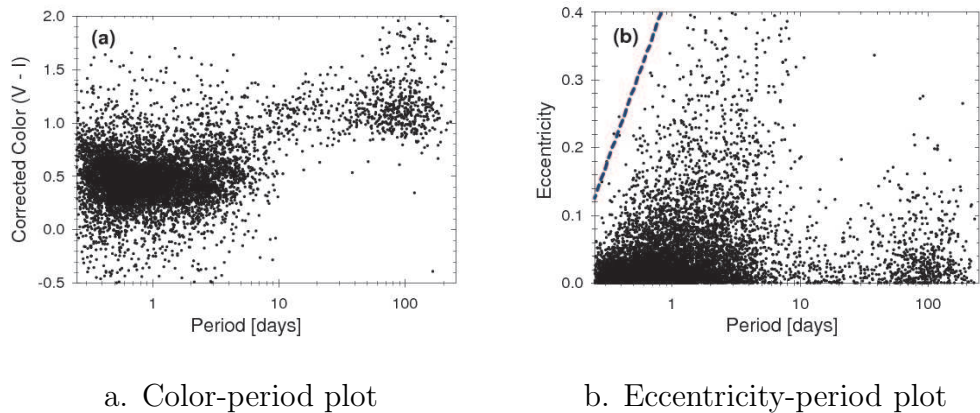 (a)
Corrected Color (V - I)
2.0
1.5
1.0
0.5
0.0
-0.5
1
10
100
Period [days]
(b)
Eccentricity
0.4
0.3
0.2
0.1
0.0
1
10
100
Period [days]
a. Color-period plot
b. Eccentricity-period plot